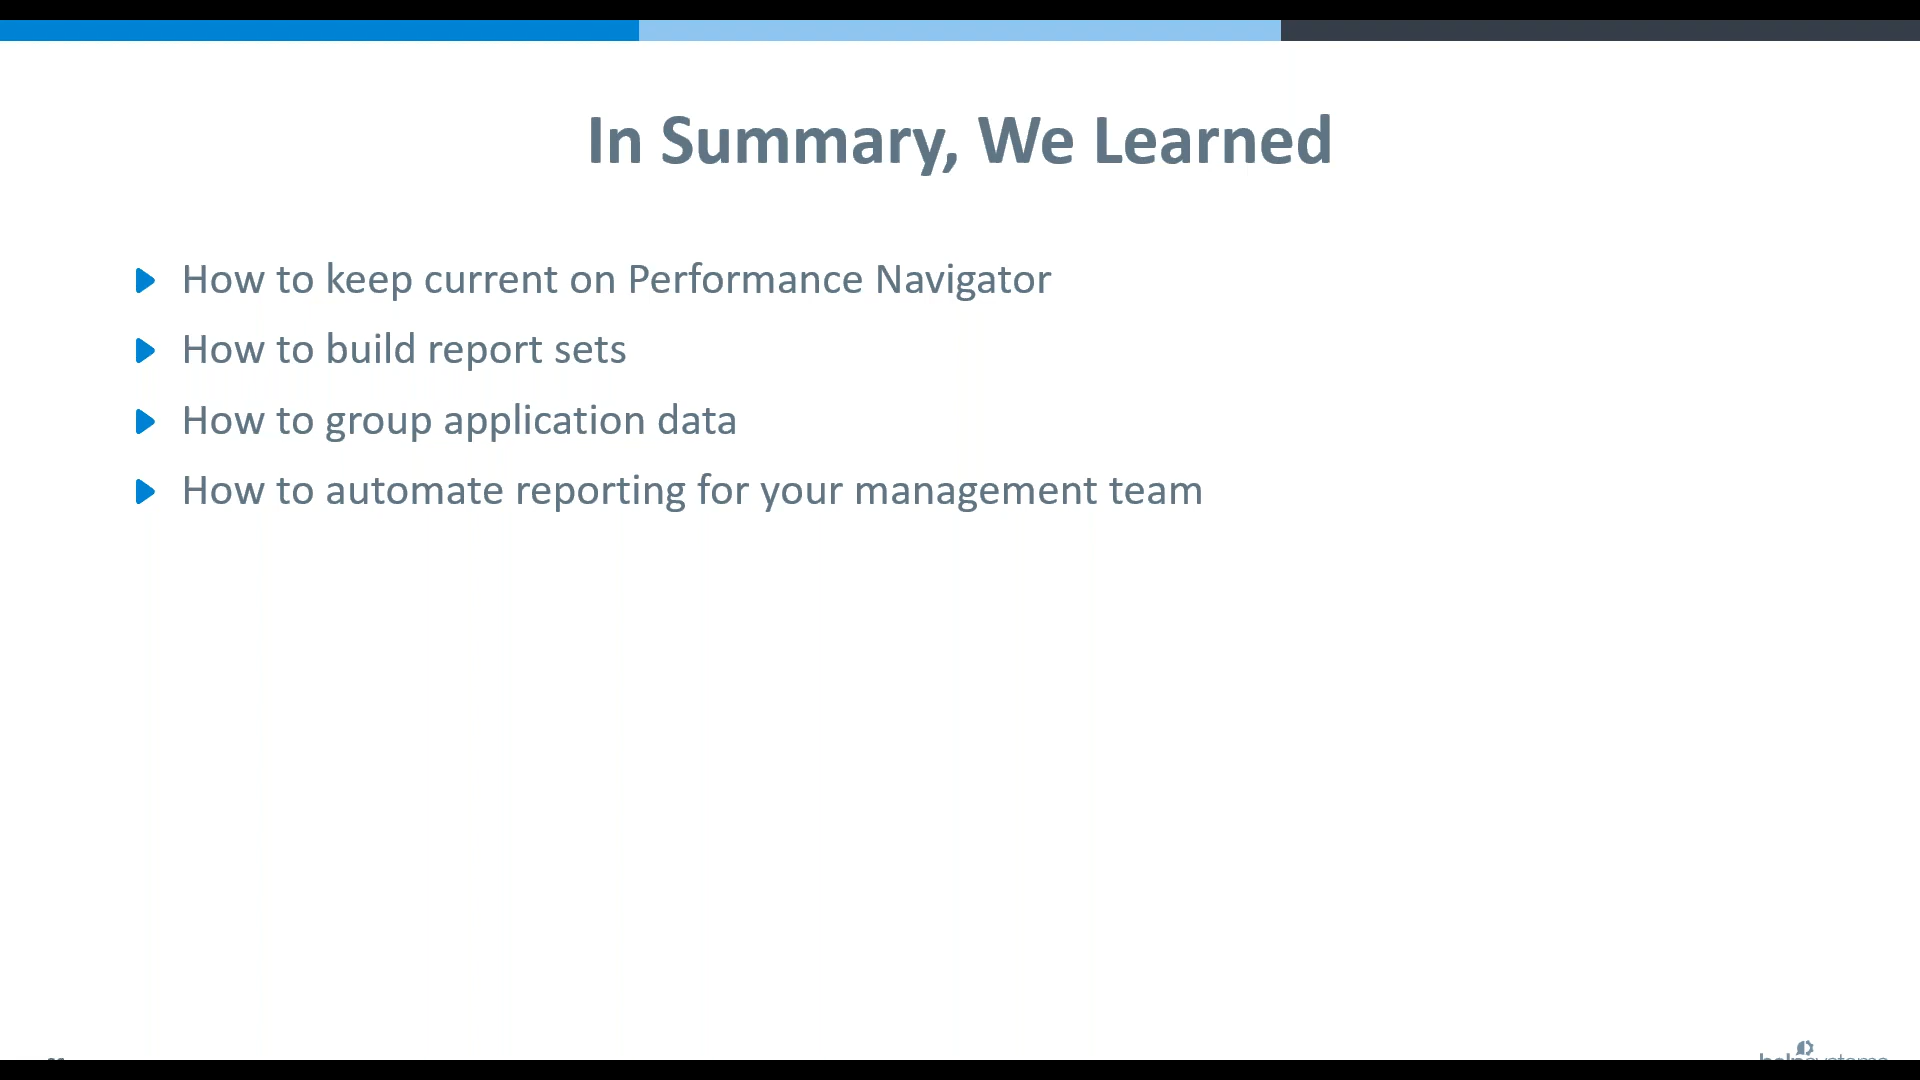 In Summary, We Learned
How to keep current on Performance Navigator
How to build report sets
How to group application data
How to automate reporting for your management team